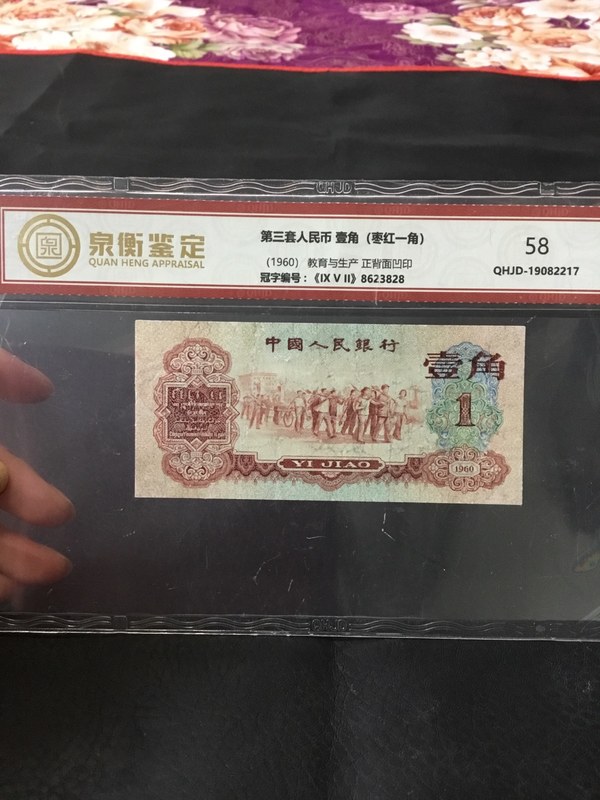 QHJD
泉衡鉴定
QUAN HENG APPRAISAL
第三套人民币 壹角（枣红一角）
（1960） 教育与生产 正背面凹印
冠字编号：《IX V II》8623828
58
QHJD-19082217
中國人民銀行
壹角
1
YI JIAO
1960